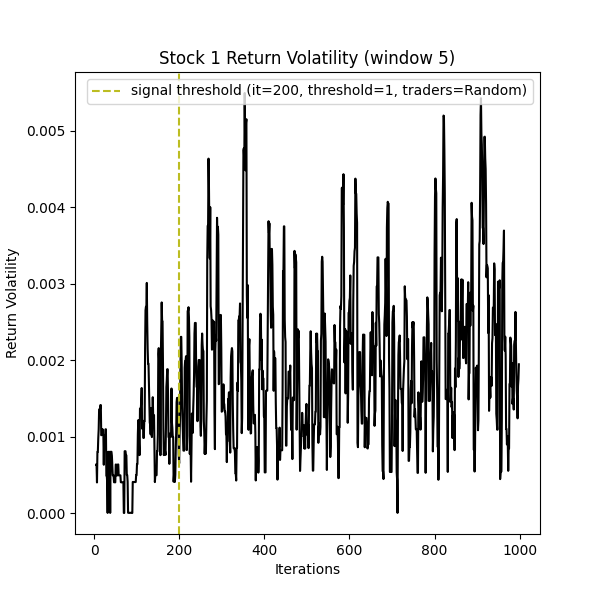 Stock 1 Return Volatility (window 5)
signal threshold (it=200, threshold=1, traders=Random)
0.005
0.004
0.003
0.002
0.001
0.000
Return Volatility
0 200 400 600 800 1000
Iterations